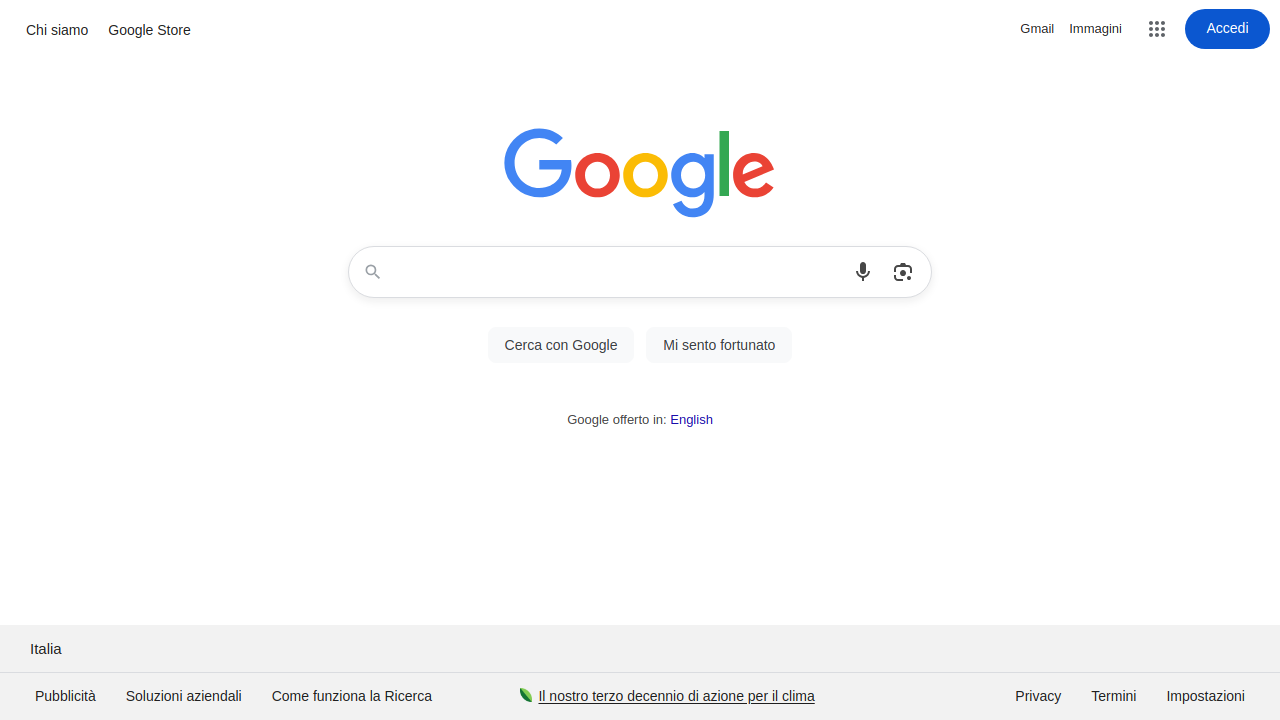 Chi siamo Google Store Gmail Immagini Accedi
Google
Cerca con Google Mi sento fortunato
Google offerto in: English
Italia
Pubblicità Soluzioni aziendali Come funziona la Ricerca Il nostro terzo decennio di azione per il clima Privacy Termini Impostazioni